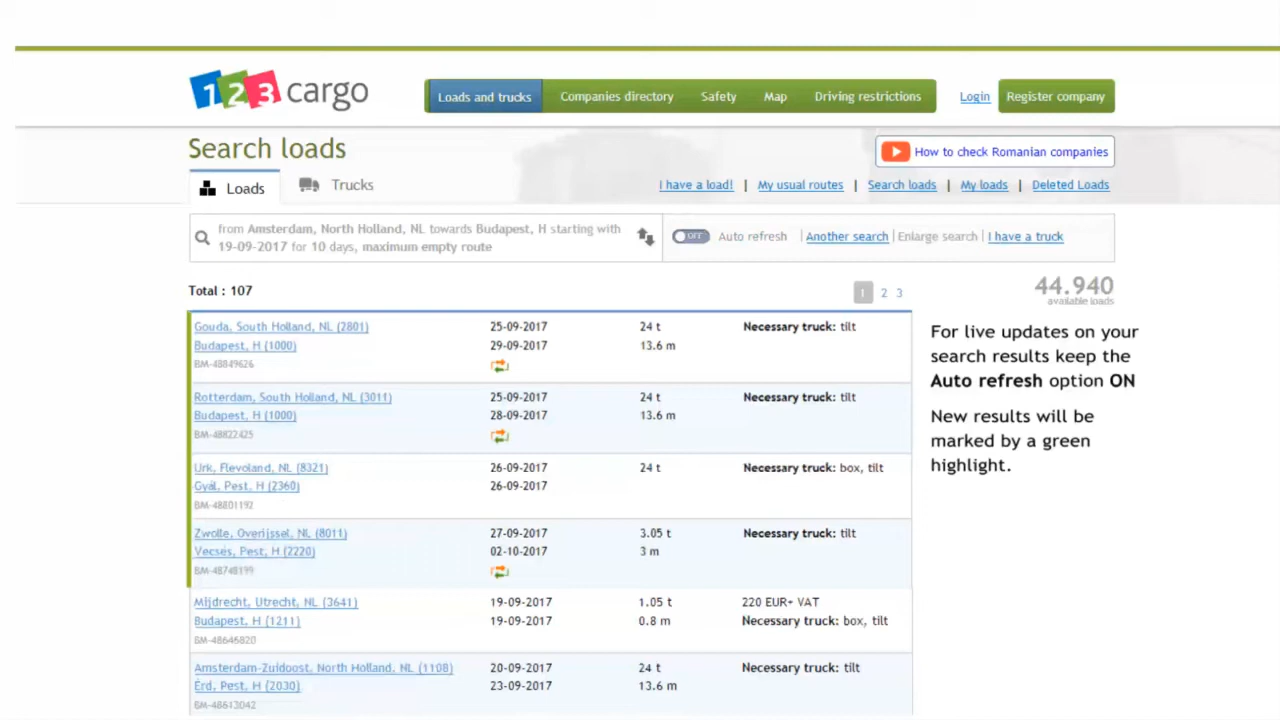 123 cargo
Loads and trucks
Companies directory
Safety
Map
Driving restrictions
Login
Register company
Search loads
How to check Romanian companies
Loads
Trucks
I have a load! | My usual routes | Search loads | My loads | Deleted Loads
from Amsterdam, North Holland, NL towards Budapest, H starting with
19-09-2017 for 10 days, maximum empty route
OFF Auto refresh | Another search | Enlarge search | I have a truck
Total : 107
1 2 3
44.940
available loads
Gouda, South Holland, NL (2801) 25-09-2017 24 t Necessary truck: tilt
Budapest, H (1000) 29-09-2017 13.6 m
BM-48849626
Rotterdam, South Holland, NL (3011) 25-09-2017 24 t Necessary truck: tilt
Budapest, H (1000) 28-09-2017 13.6 m
BM-48822425
Urk, Flevoland, NL (8321) 26-09-2017 24 t Necessary truck: box, tilt
Gyál, Pest, H (2360) 26-09-2017
BM-48801192
Zwolle, Overijssel, NL (8011) 27-09-2017 3.05 t Necessary truck: tilt
Vecsés, Pest, H (2220) 02-10-2017 3 m
BM-48748199
Mijdrecht, Utrecht, NL (3641) 19-09-2017 1.05 t 220 EUR+ VAT
Budapest, H (1211) 19-09-2017 0.8 m Necessary truck: box, tilt
BM-48646820
Amsterdam-Zuidoost, North Holland, NL (1108) 20-09-2017 24 t Necessary truck: tilt
Érd, Pest, H (2030) 23-09-2017 13.6 m
BM-48613042
For live updates on your
search results keep the
Auto refresh option ON
New results will be
marked by a green
highlight.